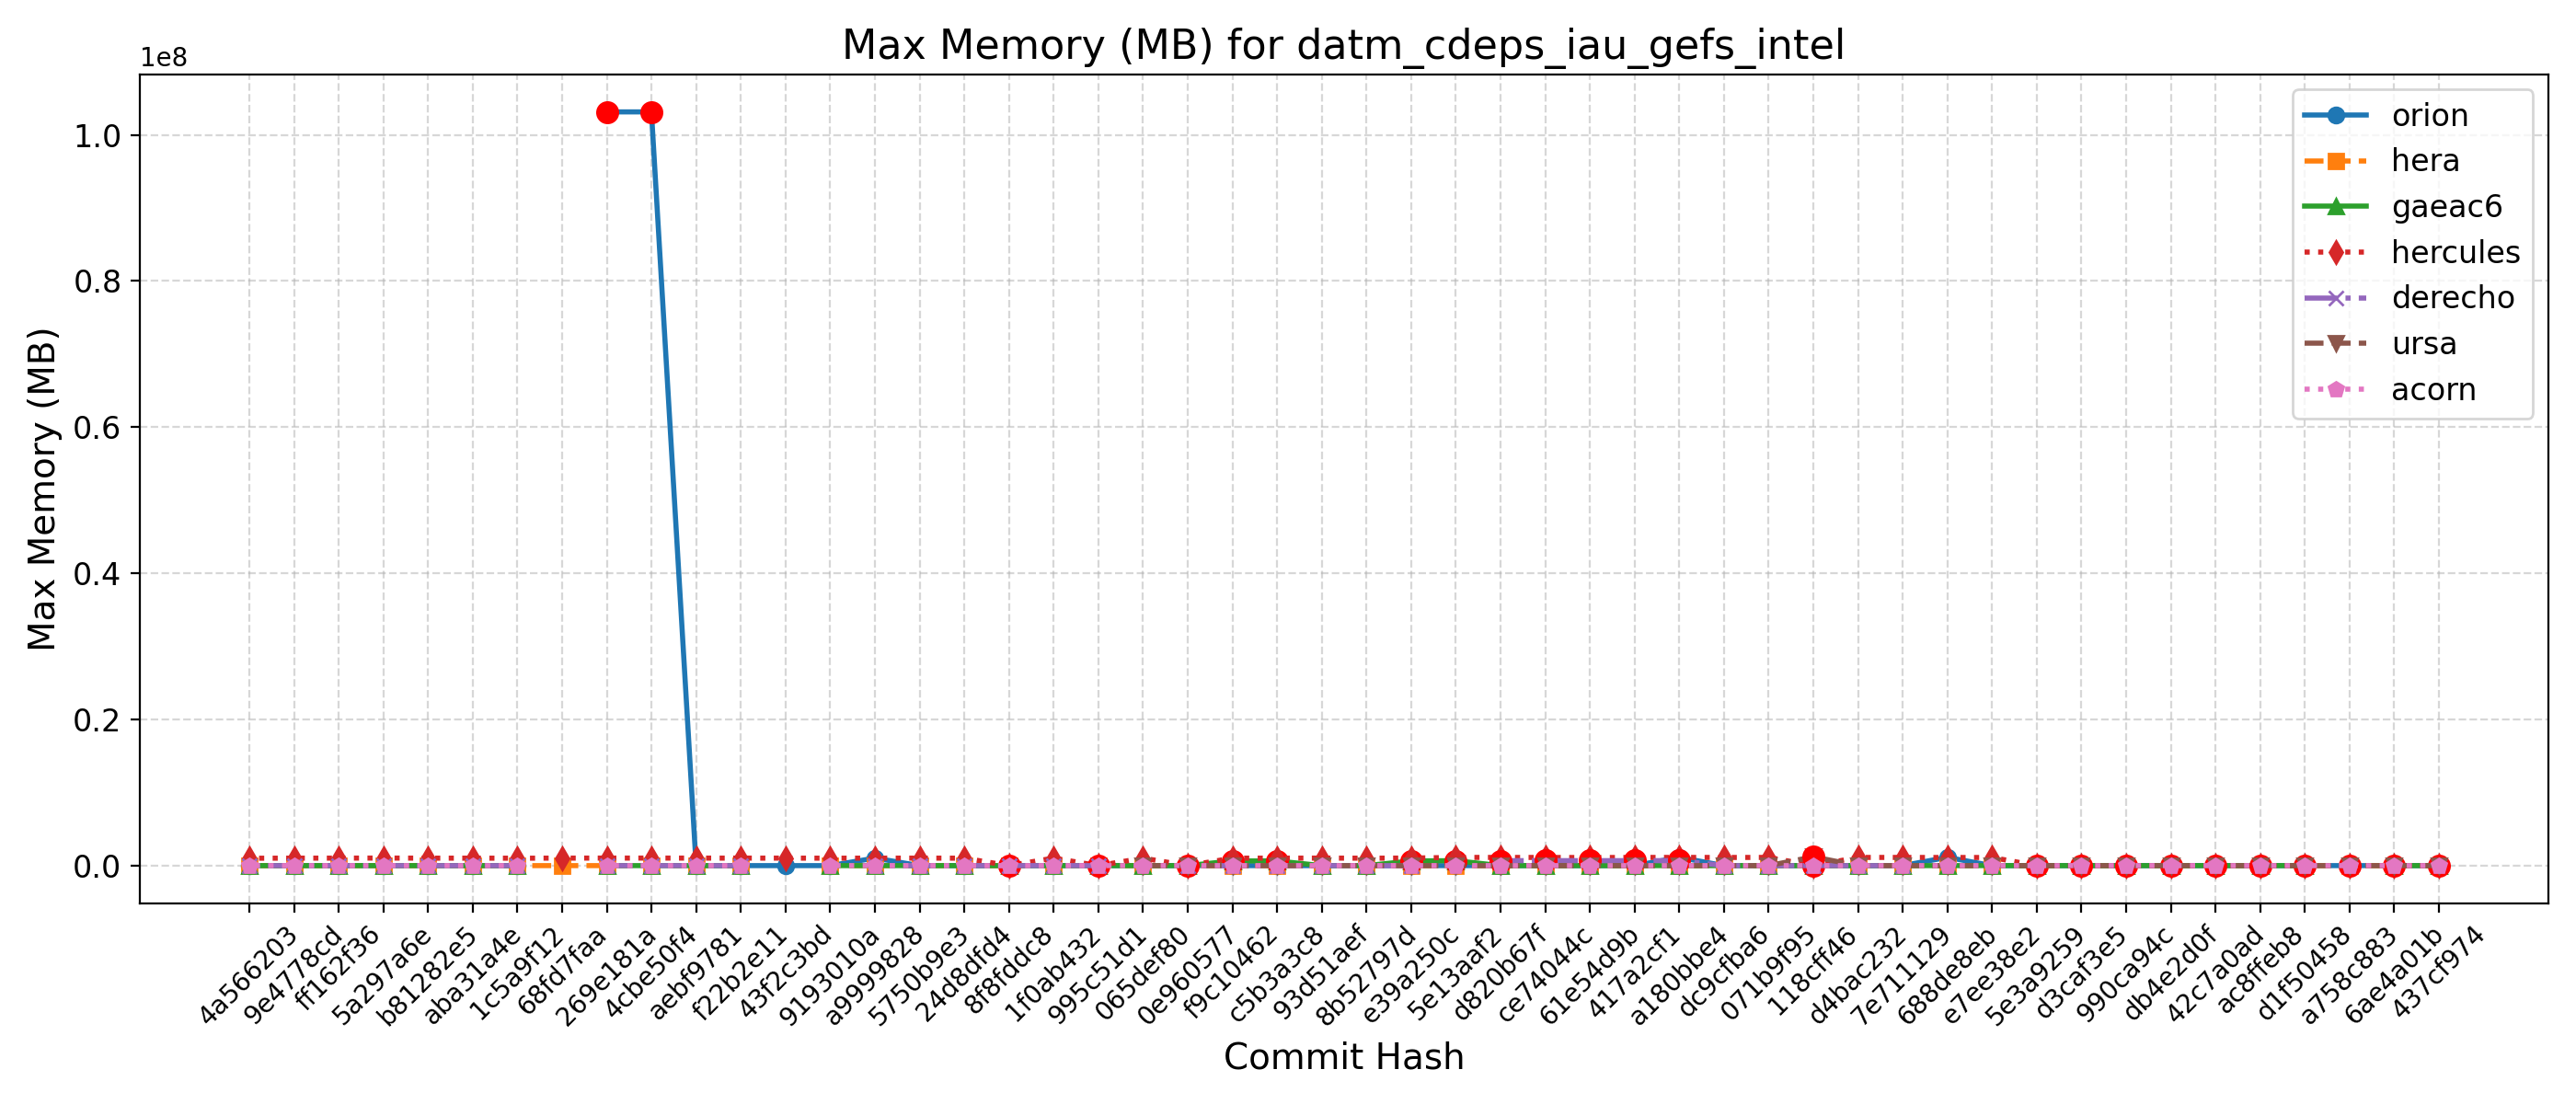 Max Memory (MB) for datm_cdeps_iau_gefs_intel
1e8
1.0
0.8
0.6
0.4
0.2
0.0
Max Memory (MB)
orion
hera
gaeac6
hercules
derecho
ursa
acorn
4a566203
9e4778cd
ff162f36
5a297a6e
b81282e5
aba31a4e
1c5a9f12
68fd7faa
269e181a
4cbe50f4
aebf9781
f22b2e11
43f2c3bd
9193010a
a9999828
5750b9e3
24d8dfd4
8f8fddc8
1f0ab432
995c51d1
065def80
0e960577
f9c10462
c5b3a3c8
93d51aef
8b52797d
e39a250c
5e13aaf2
d820b67f
ce74044c
61e54d9b
417a2cf1
a180bbe4
dc9cfba6
071b9f95
118cff46
d4bac232
7e711129
688de8eb
e7ee38e2
5e3a9259
d3caf3e5
990ca94c
db4e2d0f
42c7a0ad
ac8ffeb8
d1f50458
a758c883
6ae4a01b
437cf974
Commit Hash